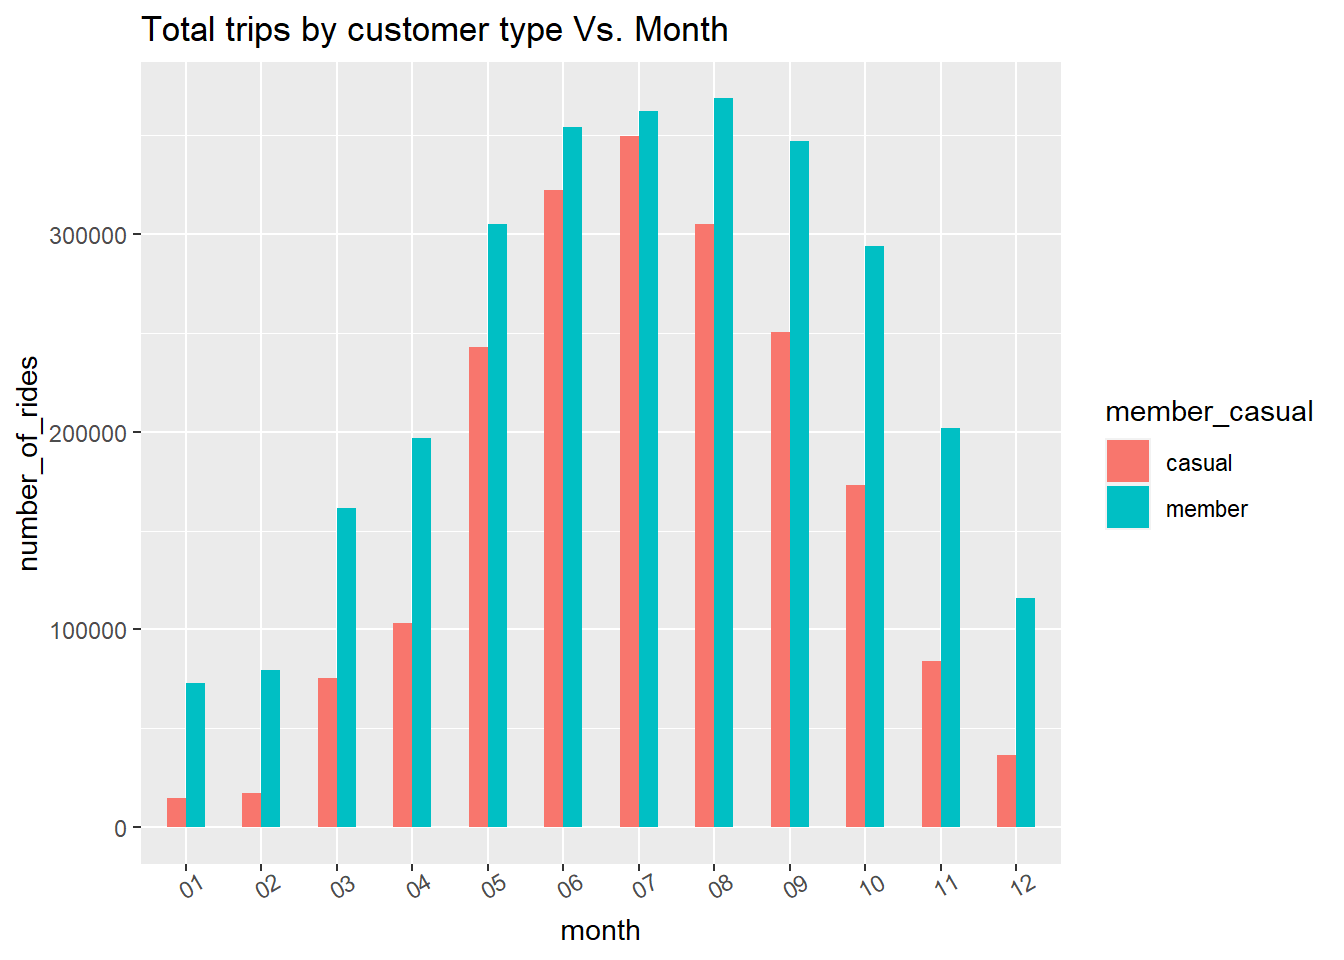 Total trips by customer type Vs. Month
number_of_rides
300000
200000
100000
0
01 02 03 04 05 06 07 08 09 10 11 12
month
member_casual
casual
member